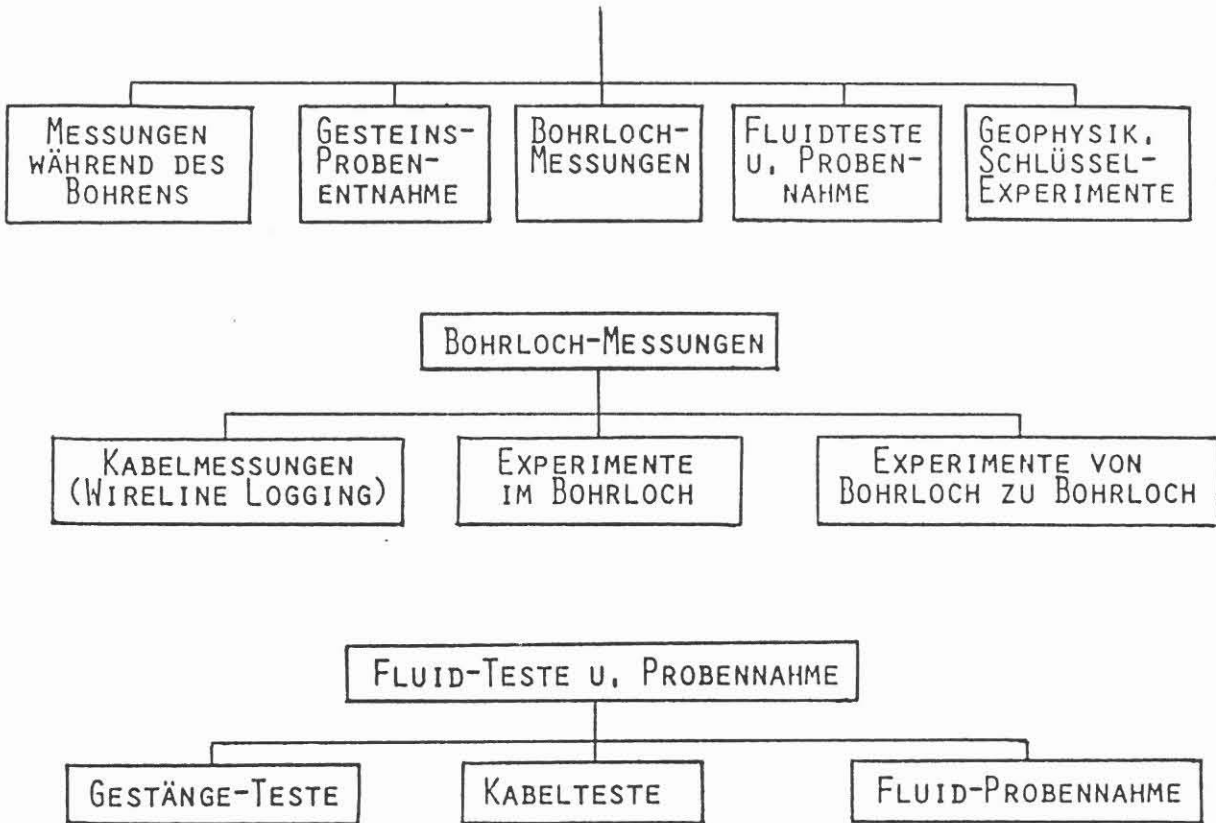 MESSUNGEN
WÄHREND DES
BOHRENS
GESTEINS-
PROBEN-
ENTNAHME
BOHRLOCH-
MESSUNGEN
FLUIDTESTE
U. PROBEN-
NAHME
GEOPHYSIK.
SCHLÜSSEL-
EXPERIMENTE
BOHRLOCH-MESSUNGEN
KABELMESSUNGEN
(WIRELINE LOGGING)
EXPERIMENTE
IM BOHRLOCH
EXPERIMENTE VON
BOHRLOCH ZU BOHRLOCH
FLUID-TESTE U. PROBENNAHME
GESTÄNGE-TESTE
KABELTESTE
FLUID-PROBENNAHME